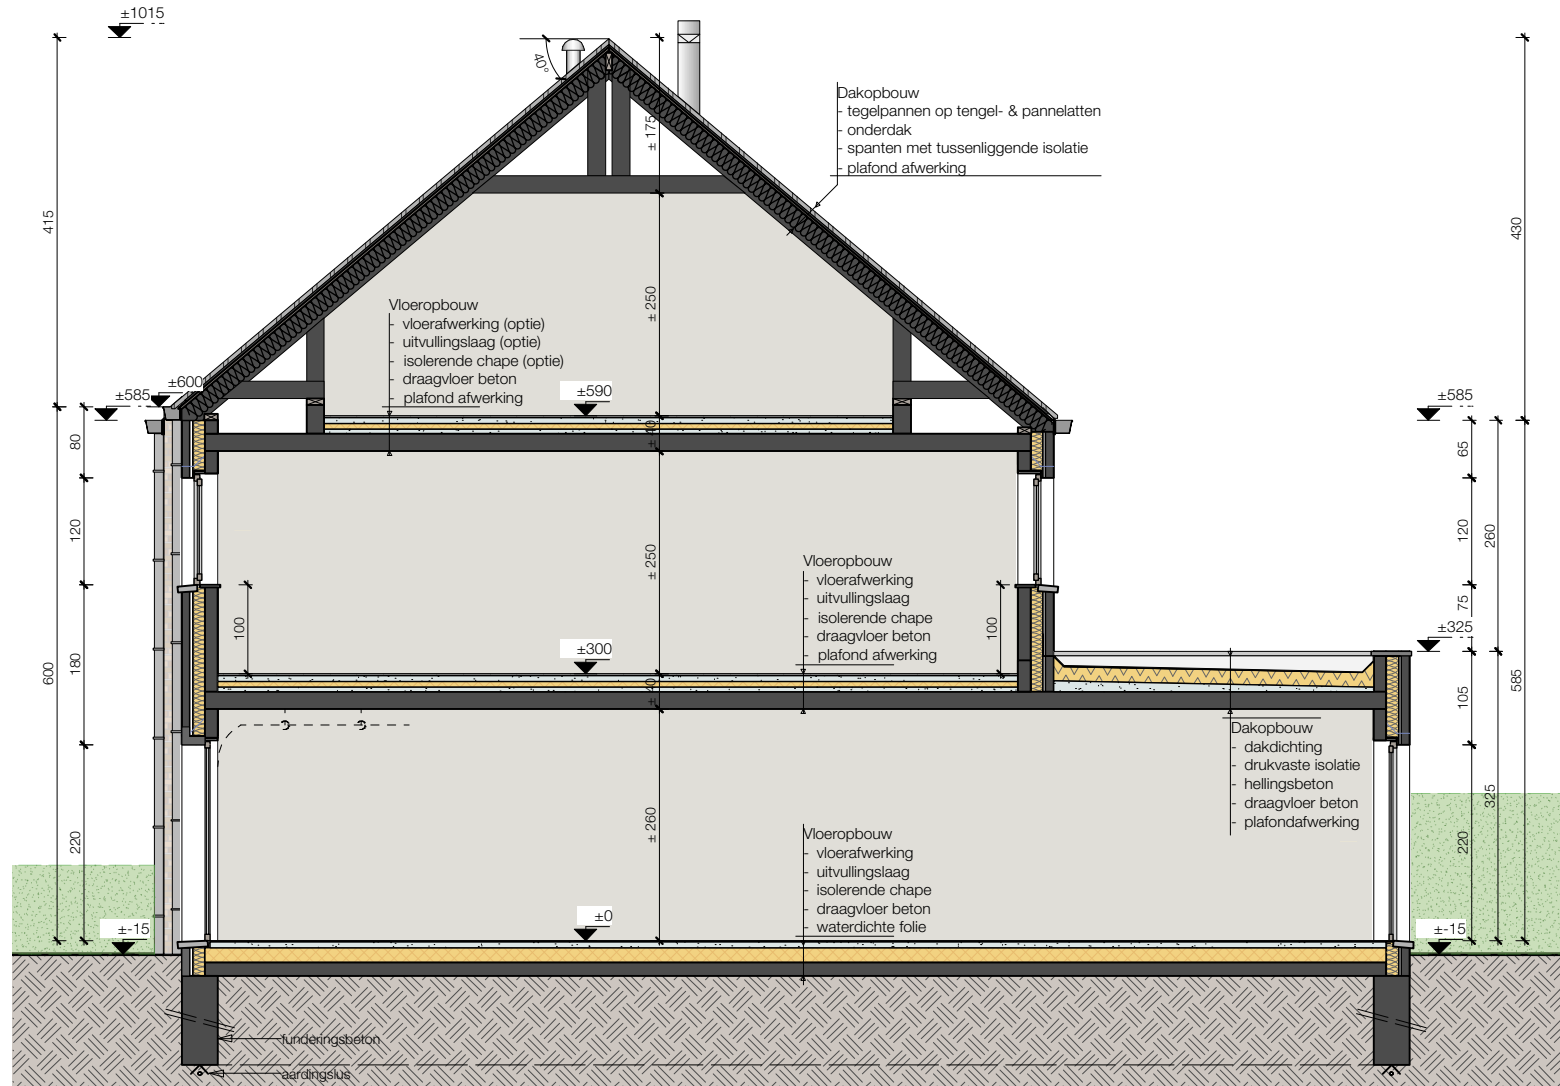 ±1015
40°
± 175
Dakopbouw
- tegelpannen op tengel- & pannelatten
- onderdak
- spanten met tussenliggende isolatie
- plafond afwerking
415
430
± 250
Vloeropbouw
- vloerafwerking (optie)
- uitvullingslaag (optie)
- isolerende chape (optie)
- draagvloer beton
- plafond afwerking
±585
±600
±590
±585
± 40
80
65
120
120
260
± 250
Vloeropbouw
- vloerafwerking
- uitvullingslaag
- isolerende chape
- draagvloer beton
- plafond afwerking
100
100
75
±300
±325
600
180
± 40
105
585
Dakopbouw
- dakdichting
- drukvaste isolatie
- hellingsbeton
- draagvloer beton
- plafondafwerking
325
220
± 260
220
Vloeropbouw
- vloerafwerking
- uitvullingslaag
- isolerende chape
- draagvloer beton
- waterdichte folie
±-15
±0
±-15
funderingsbeton
aardingslus